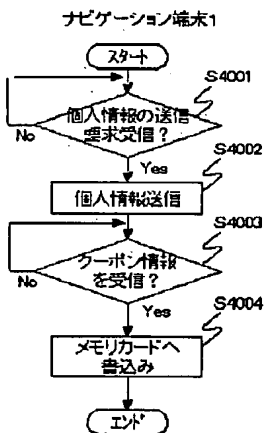 ナビゲーション端末1
スタート
S4001
個人情報の送信
要求受信?
No
Yes
S4002
個人情報送信
S4003
クーポン情報
を受信?
No
Yes
S4004
メモリカードへ
書込み
エンド